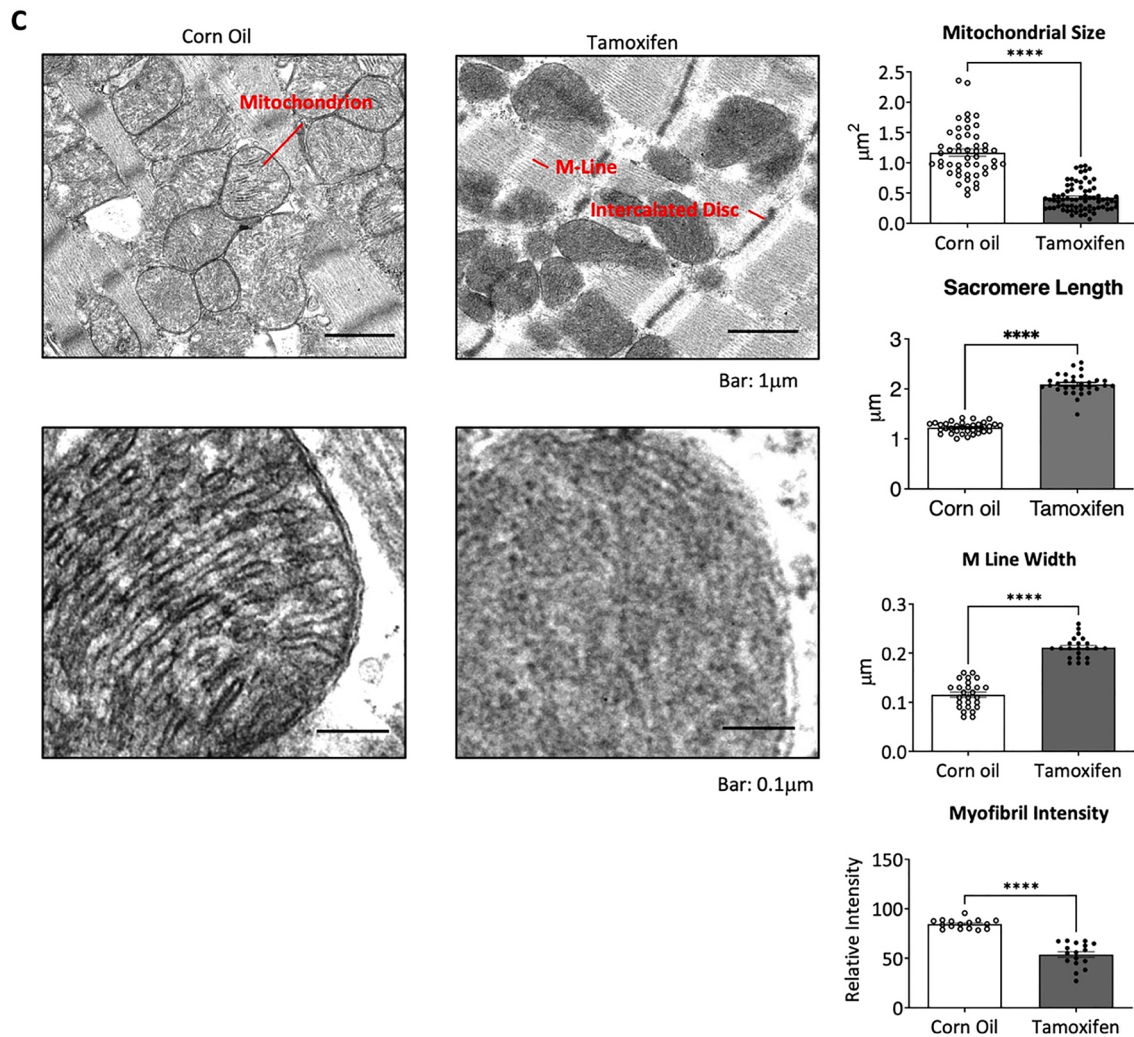 C
Corn Oil
Tamoxifen
Mitochondrion
M-Line
Intercalated Disc
Bar: 1μm
Bar: 0.1μm
Mitochondrial Size
****
2.5
2.0
1.5
1.0
0.5
0.0
μm²
Corn oil
Tamoxifen
Sacromere Length
****
3
2
1
0
μm
Corn oil
Tamoxifen
M Line Width
****
0.3
0.2
0.1
0.0
μm
Corn oil
Tamoxifen
Myofibril Intensity
****
150
100
50
0
Relative Intensity
Corn Oil
Tamoxifen